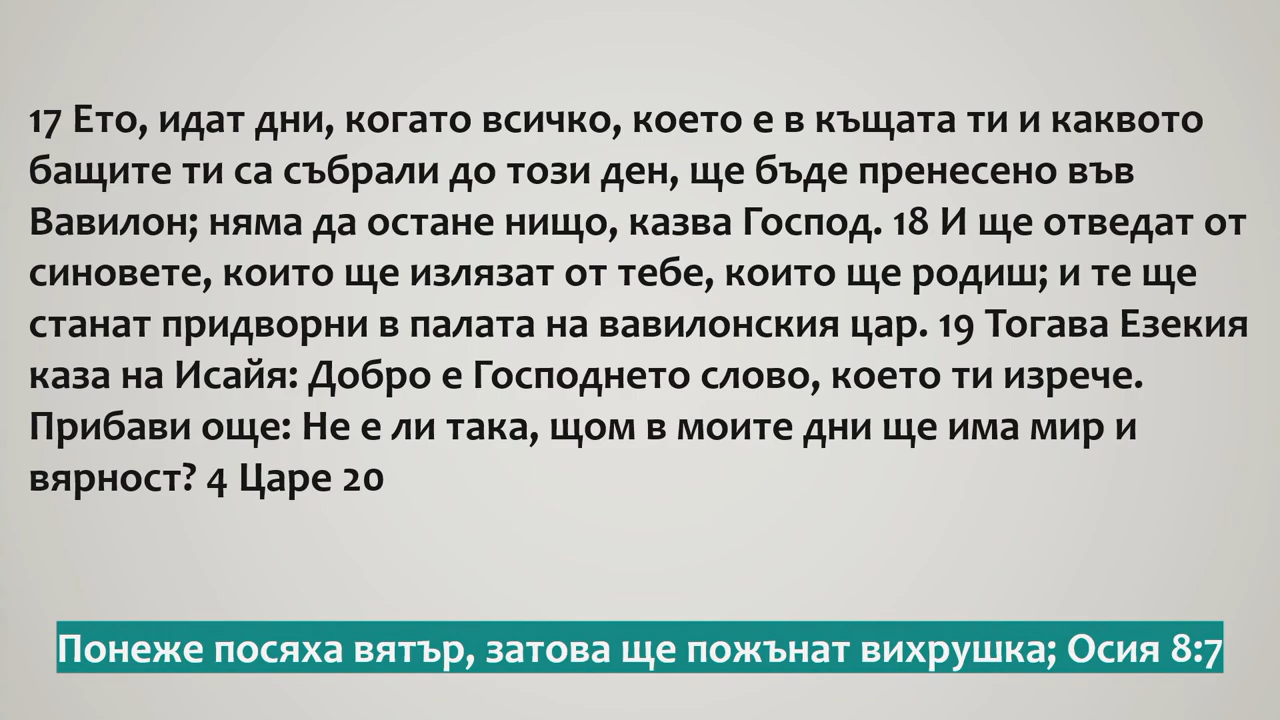 17 Ето, идат дни, когато всичко, което е в къщата ти и каквото
бащите ти са събрали до този ден, ще бъде пренесено във
Вавилон; няма да остане нищо, казва Господ. 18 И ще отведат от
синовете, които ще излязат от тебе, които ще родиш; и те ще
станат придворни в палата на вавилонския цар. 19 Тогава Езекия
каза на Исайя: Добро е Господнето слово, което ти изрече.
Прибави още: Не е ли така, щом в моите дни ще има мир и
вярност? 4 Царе 20
Понеже посяха вятър, затова ще пожънат вихрушка; Осия 8:7